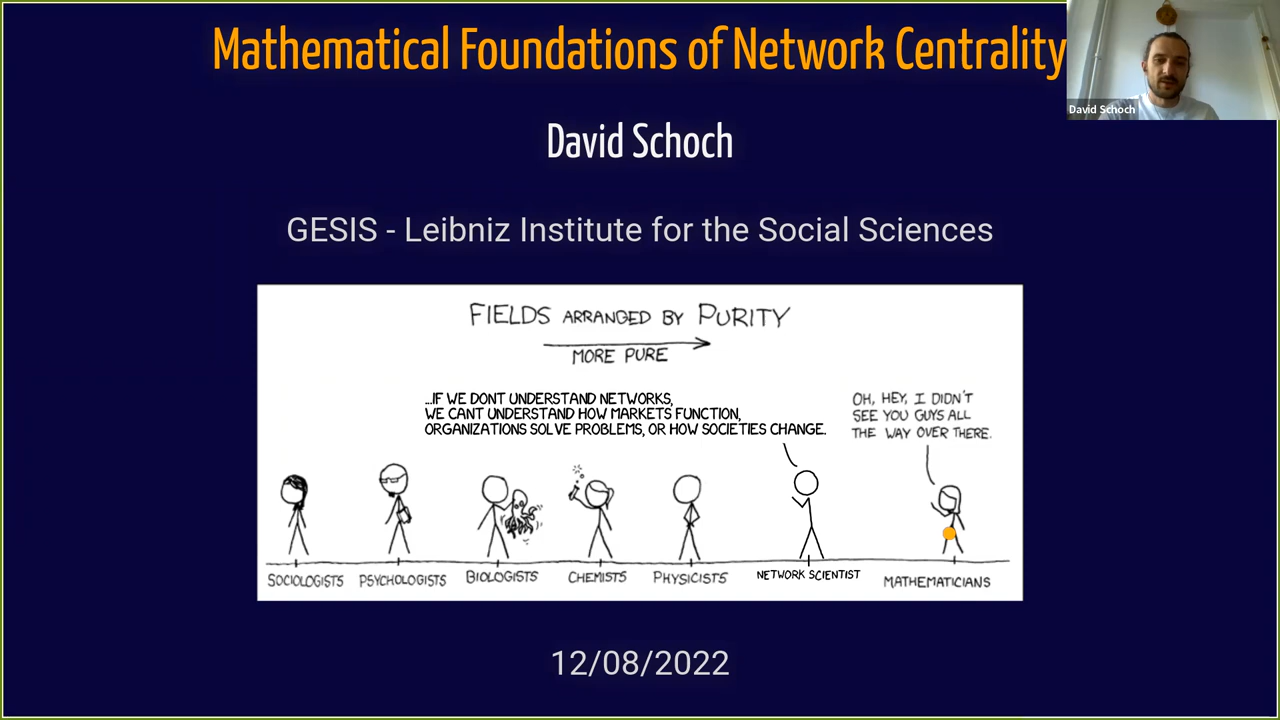 Mathematical Foundations of Network Centrality
David Schoch
David Schoch
GESIS - Leibniz Institute for the Social Sciences
FIELDS ARRANGED BY PURITY
MORE PURE
...IF WE DONT UNDERSTAND NETWORKS,
WE CANT UNDERSTAND HOW MARKETS FUNCTION,
ORGANIZATIONS SOLVE PROBLEMS, OR HOW SOCIETIES CHANGE.
OH, HEY, I DIDN'T
SEE YOU GUYS ALL
THE WAY OVER THERE.
SOCIOLOGISTS
PSYCHOLOGISTS
BIOLOGISTS
CHEMISTS
PHYSICISTS
NETWORK SCIENTIST
MATHEMATICIANS
12/08/2022